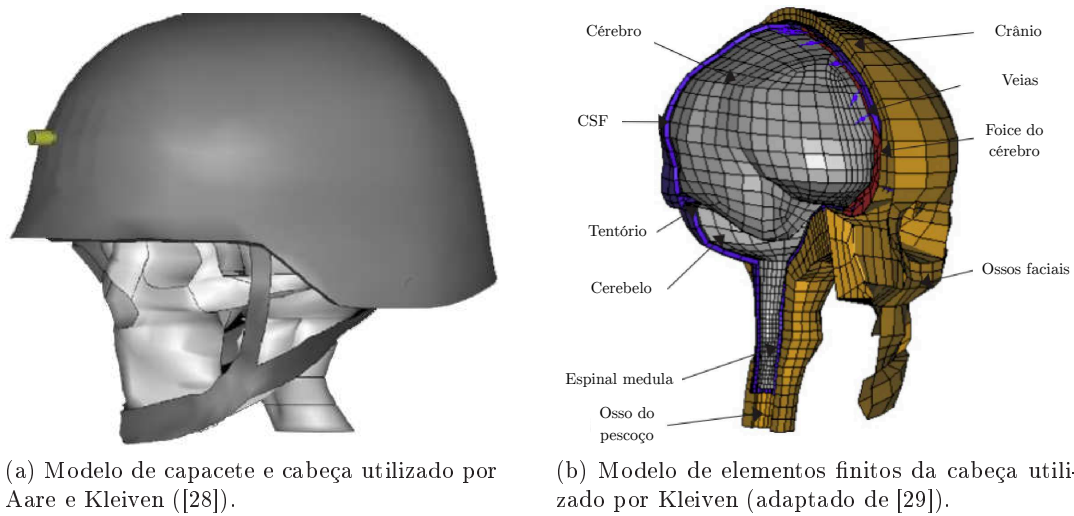 Cérebro
Crânio
Veias
CSF
Foice do
cérebro
Tentório
Ossos faciais
Cerebelo
Espinal medula
Osso do
pescoço
(a) Modelo de capacete e cabeça utilizado por
Aare e Kleiven ([28]).
(b) Modelo de elementos finitos da cabeça utili-
zado por Kleiven (adaptado de [29]).